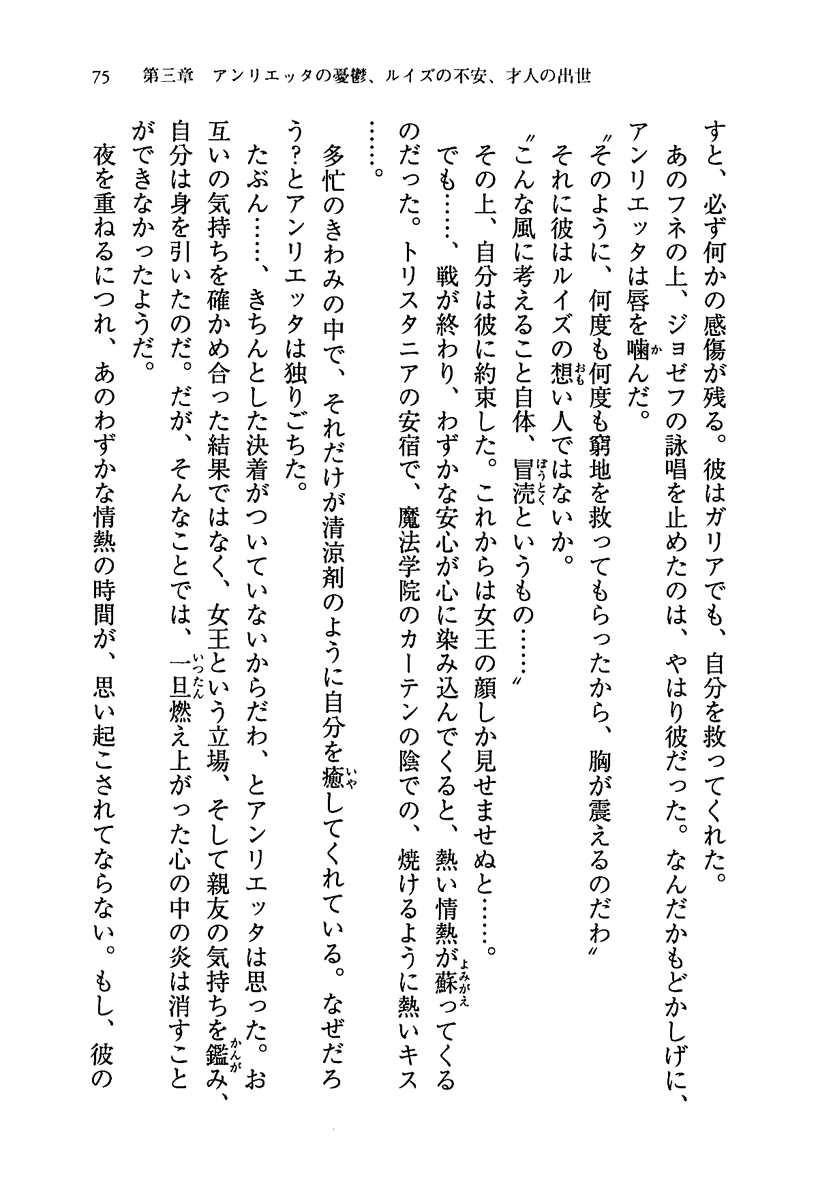 75　第三章　アンリエッタの憂鬱、ルイズの不安、才人の出世
すと、必ず何かの感傷が残る。彼はガリアでも、自分を救ってくれた。
あのフネの上、ジョゼフの詠唱を止めたのは、やはり彼だった。なんだかもどかしげに、
アンリエッタは唇を噛んだ。
〝そのように、何度も何度も窮地を救ってもらったから、胸が震えるのだわ〟
それに彼はルイズの想い人ではないか。
〝こんな風に考えること自体、冒涜というもの……〟
その上、自分は彼に約束した。これからは女王の顔しか見せませぬと……。
でも……、戦が終わり、わずかな安心が心に染み込んでくると、熱い情熱が蘇ってくる
のだった。トリスタニアの安宿で、魔法学院のカーテンの陰での、焼けるように熱いキス
……。
多忙のきわみの中で、それだけが清涼剤のように自分を癒してくれている。なぜだろ
う？とアンリエッタは独りごちた。
たぶん……、きちんとした決着がついていないからだわ、とアンリエッタは思った。お
互いの気持ちを確かめ合った結果ではなく、女王という立場、そして親友の気持ちを鑑み、
自分は身を引いたのだ。だが、そんなことでは、一旦燃え上がった心の中の炎は消すこと
ができなかったようだ。
夜を重ねるにつれ、あのわずかな情熱の時間が、思い起こされてならない。もし、彼の